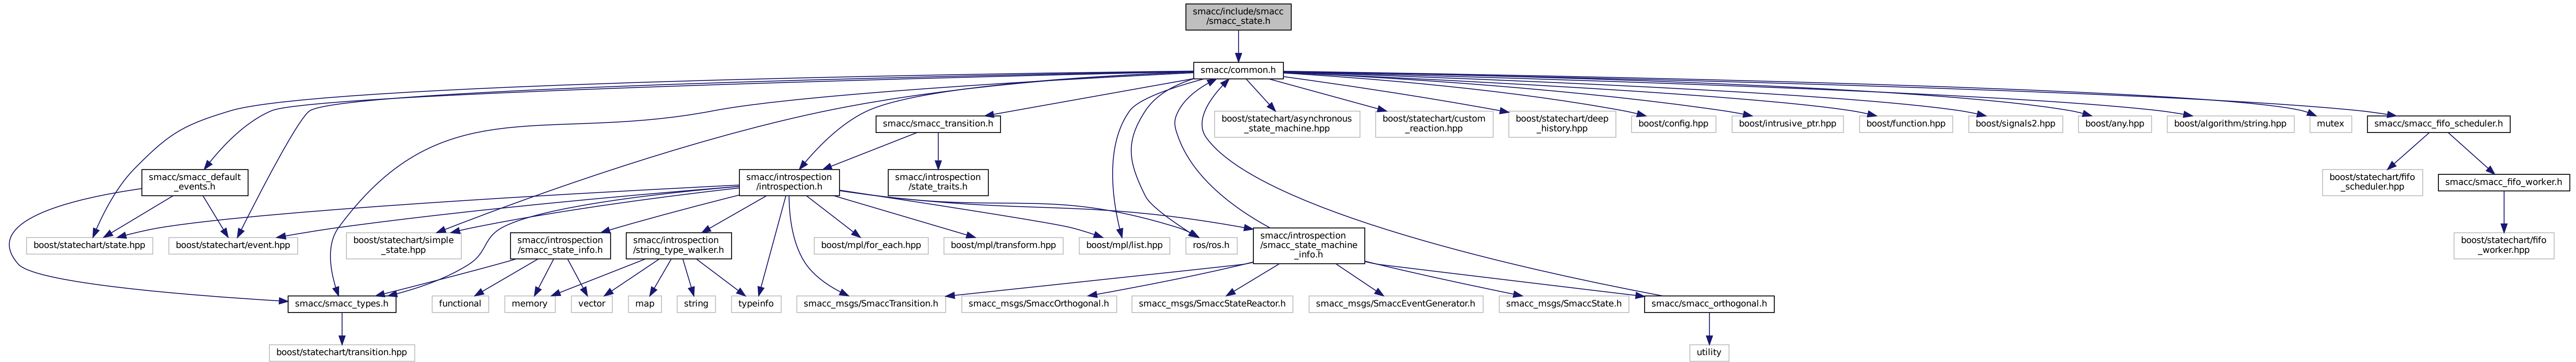 smacc/include/smacc
/smacc_state.h
smacc/common.h
smacc/smacc_transition.h
boost/statechart/asynchronous
_state_machine.hpp
boost/statechart/custom
_reaction.hpp
boost/statechart/deep
_history.hpp
boost/config.hpp
boost/intrusive_ptr.hpp
boost/function.hpp
boost/signals2.hpp
boost/any.hpp
boost/algorithm/string.hpp
mutex
smacc/smacc_fifo_scheduler.h
smacc/smacc_default
_events.h
smacc/introspection
/introspection.h
smacc/introspection
/state_traits.h
boost/statechart/fifo
_scheduler.hpp
smacc/smacc_fifo_worker.h
boost/statechart/state.hpp
boost/statechart/event.hpp
boost/statechart/simple
_state.hpp
smacc/introspection
/smacc_state_info.h
smacc/introspection
/string_type_walker.h
boost/mpl/for_each.hpp
boost/mpl/transform.hpp
boost/mpl/list.hpp
ros/ros.h
smacc/introspection
/smacc_state_machine
_info.h
boost/statechart/fifo
_worker.hpp
smacc/smacc_types.h
functional
memory
vector
map
string
typeinfo
smacc_msgs/SmaccTransition.h
smacc_msgs/SmaccOrthogonal.h
smacc_msgs/SmaccStateReactor.h
smacc_msgs/SmaccEventGenerator.h
smacc_msgs/SmaccState.h
smacc/smacc_orthogonal.h
boost/statechart/transition.hpp
utility